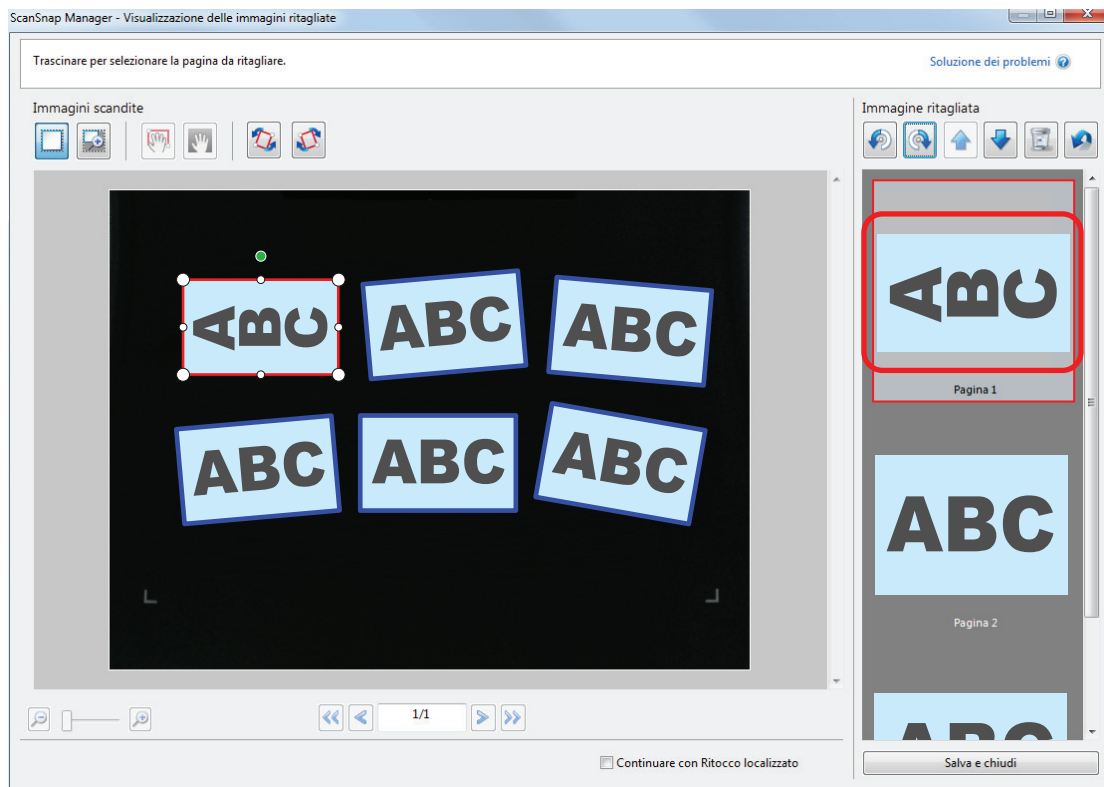 ScanSnap Manager - Visualizzazione delle immagini ritagliate
Trascinare per selezionare la pagina da ritagliare.
Soluzione dei problemi
Immagini scandite
Immagine ritagliata
ABC
ABC
ABC
ABC
ABC
ABC
1/1
Continuare con Ritocco localizzato
ABC
Pagina 1
ABC
Pagina 2
ABC
Salva e chiudi